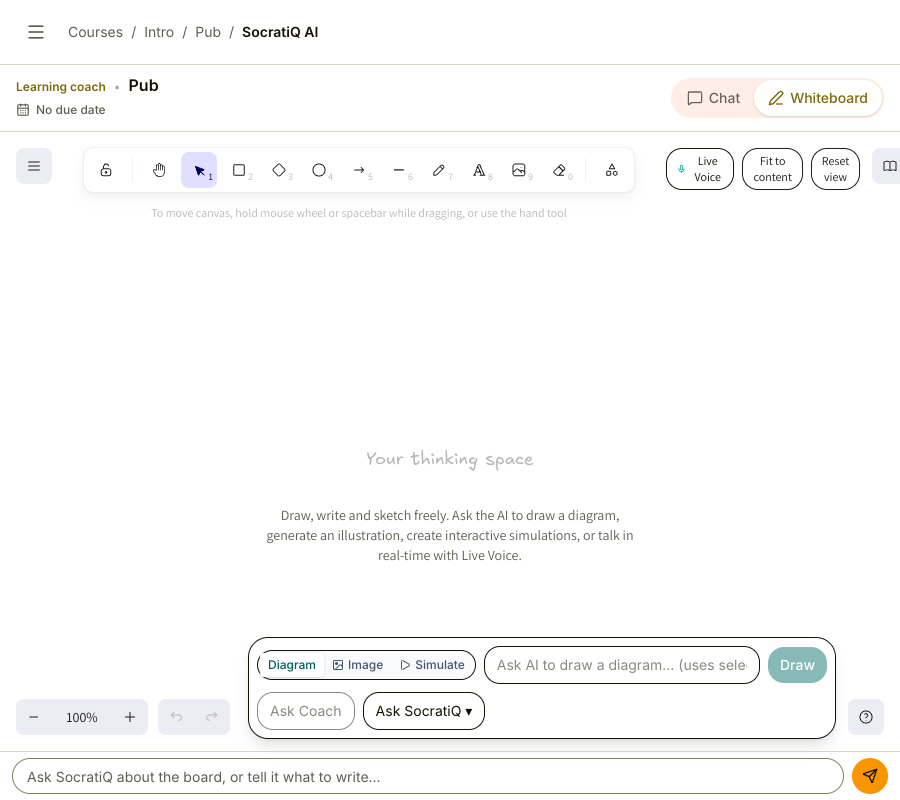 Courses / Intro / Pub / SocratiQ AI
Learning coach • Pub
No due date
Chat
Whiteboard
1
2
3
4
5
6
7
8
9
0
Live
Voice
Fit to
content
Reset
view
To move canvas, hold mouse wheel or spacebar while dragging, or use the hand tool
Your thinking space
Draw, write and sketch freely. Ask the AI to draw a diagram,
generate an illustration, create interactive simulations, or talk in
real-time with Live Voice.
Diagram
Image
Simulate
Ask AI to draw a diagram... (uses sele
Draw
Ask Coach
Ask SocratiQ ▾
100%
Ask SocratiQ about the board, or tell it what to write...